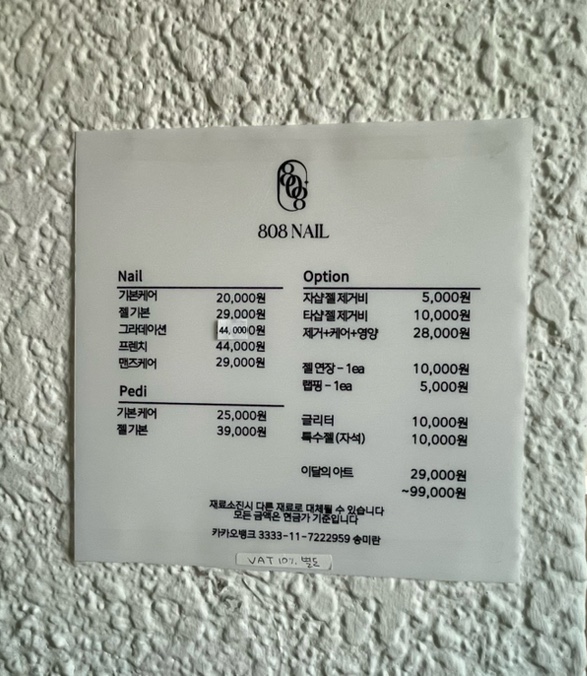 808
808 NAIL
Nail
기본케어 20,000원
젤 기본 29,000원
그라데이션 44,000원
프렌치 44,000원
맨즈케어 29,000원
Pedi
기본케어 25,000원
젤 기본 39,000원
Option
자샵 젤 제거비 5,000원
타샵 젤 제거비 10,000원
제거+케어+영양 28,000원
젤 연장 - 1ea 10,000원
랩핑 - 1ea 5,000원
글리터 10,000원
특수젤 (자석) 10,000원
이달의 아트 29,000원
~99,000원
재료소진시 다른 재료로 대체될 수 있습니다
모든 금액은 현금가 기준입니다
카카오뱅크 3333-11-7222959 송미란
VAT 10% 별도